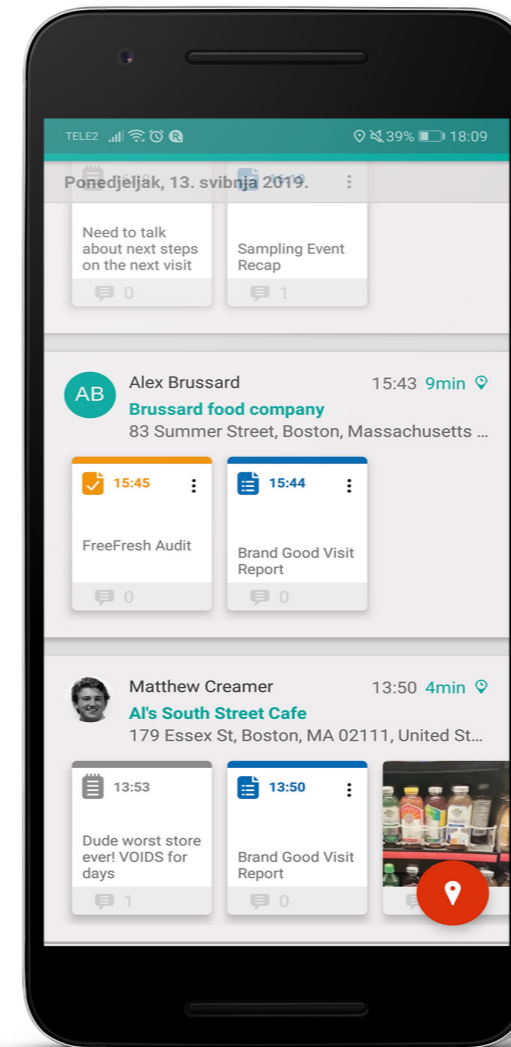 TELE2 39% 18:09
Ponedjeljak, 13. svibnja 2019.
Need to talk
about next steps
on the next visit
0
Sampling Event
Recap
1
AB
Alex Brussard
15:43 9min
Brussard food company
83 Summer Street, Boston, Massachusetts ...
15:45
FreeFresh Audit
0
15:44
Brand Good Visit
Report
0
Matthew Creamer
13:50 4min
Al's South Street Cafe
179 Essex St, Boston, MA 02111, United St...
13:53
Dude worst store
ever! VOIDS for
days
1
13:50
Brand Good Visit
Report
0